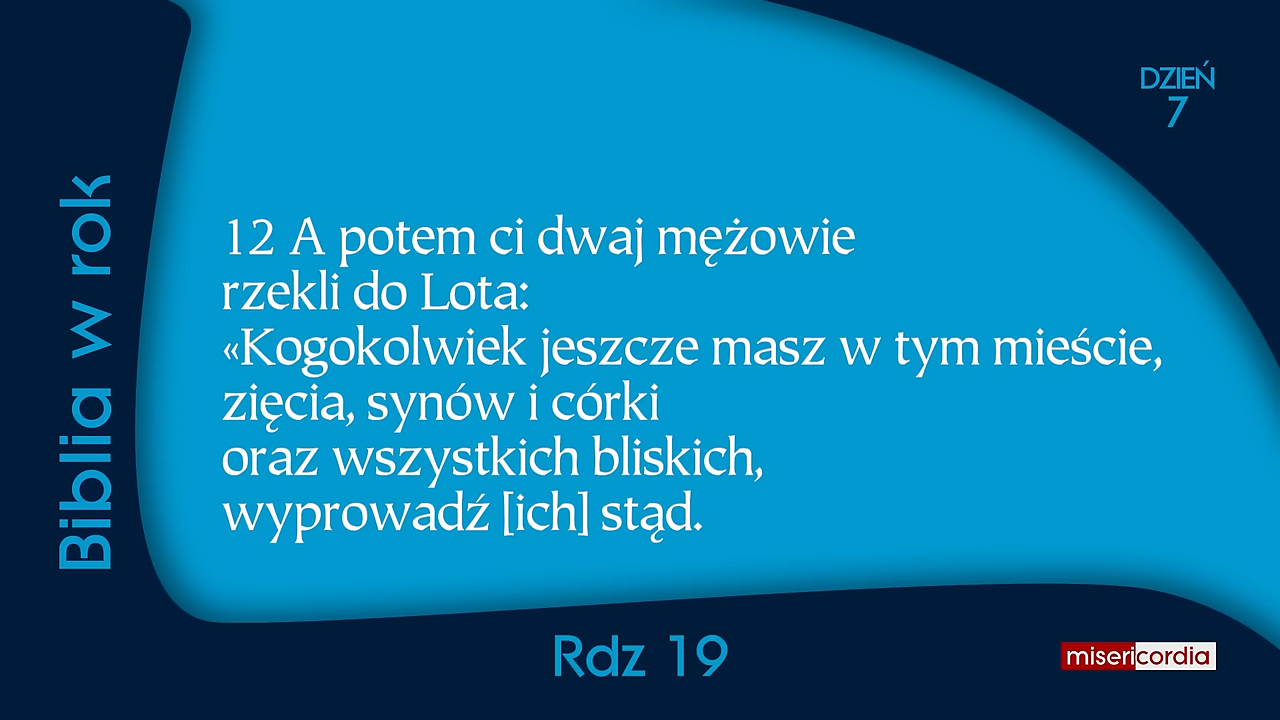 DZIEŃ
7
Biblia w rok
12 A potem ci dwaj mężowie
rzekli do Lota:
«Kogokolwiek jeszcze masz w tym mieście,
zięcia, synów i córki
oraz wszystkich bliskich,
wyprowadź [ich] stąd.
Rdz 19
misericordia